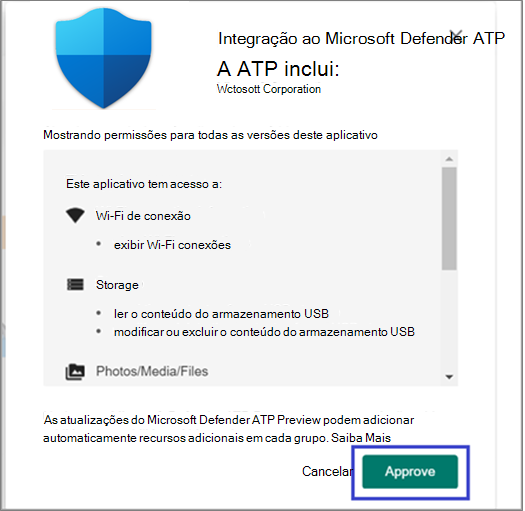 Integração ao Microsoft Defender ATP
A ATP inclui:
Wctosott Corporation
Mostrando permissões para todas as versões deste aplicativo
Este aplicativo tem acesso a:
Wi-Fi de conexão
• exibir Wi-Fi conexões
Storage
• ler o conteúdo do armazenamento USB
• modificar ou excluir o conteúdo do armazenamento USB
Photos/Media/Files
As atualizações do Microsoft Defender ATP Preview podem adicionar
automaticamente recursos adicionais em cada grupo. Saiba Mais
Cancelar Approve